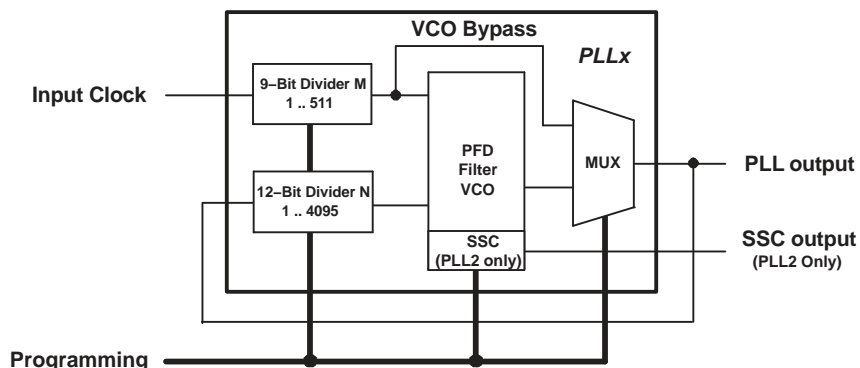 VCO Bypass
PLLx
Input Clock
9–Bit Divider M
1 .. 511
PFD
Filter
VCO
MUX
PLL output
12–Bit Divider N
1 .. 4095
SSC
(PLL2 only)
SSC output
(PLL2 Only)
Programming